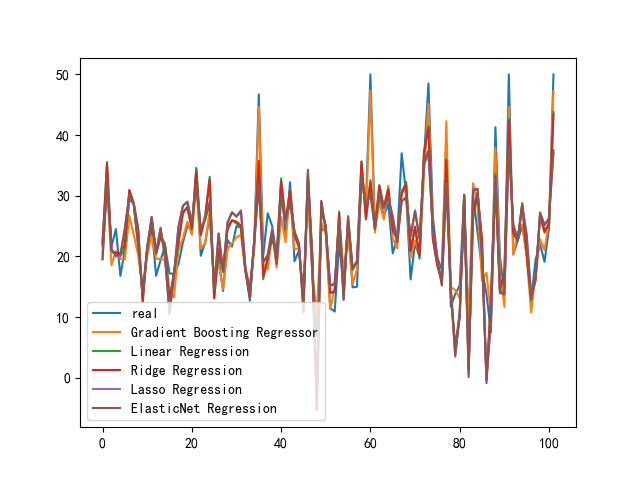 50
40
30
20
10
0
real
Gradient Boosting Regressor
Linear Regression
Ridge Regression
Lasso Regression
ElasticNet Regression
0 20 40 60 80 100